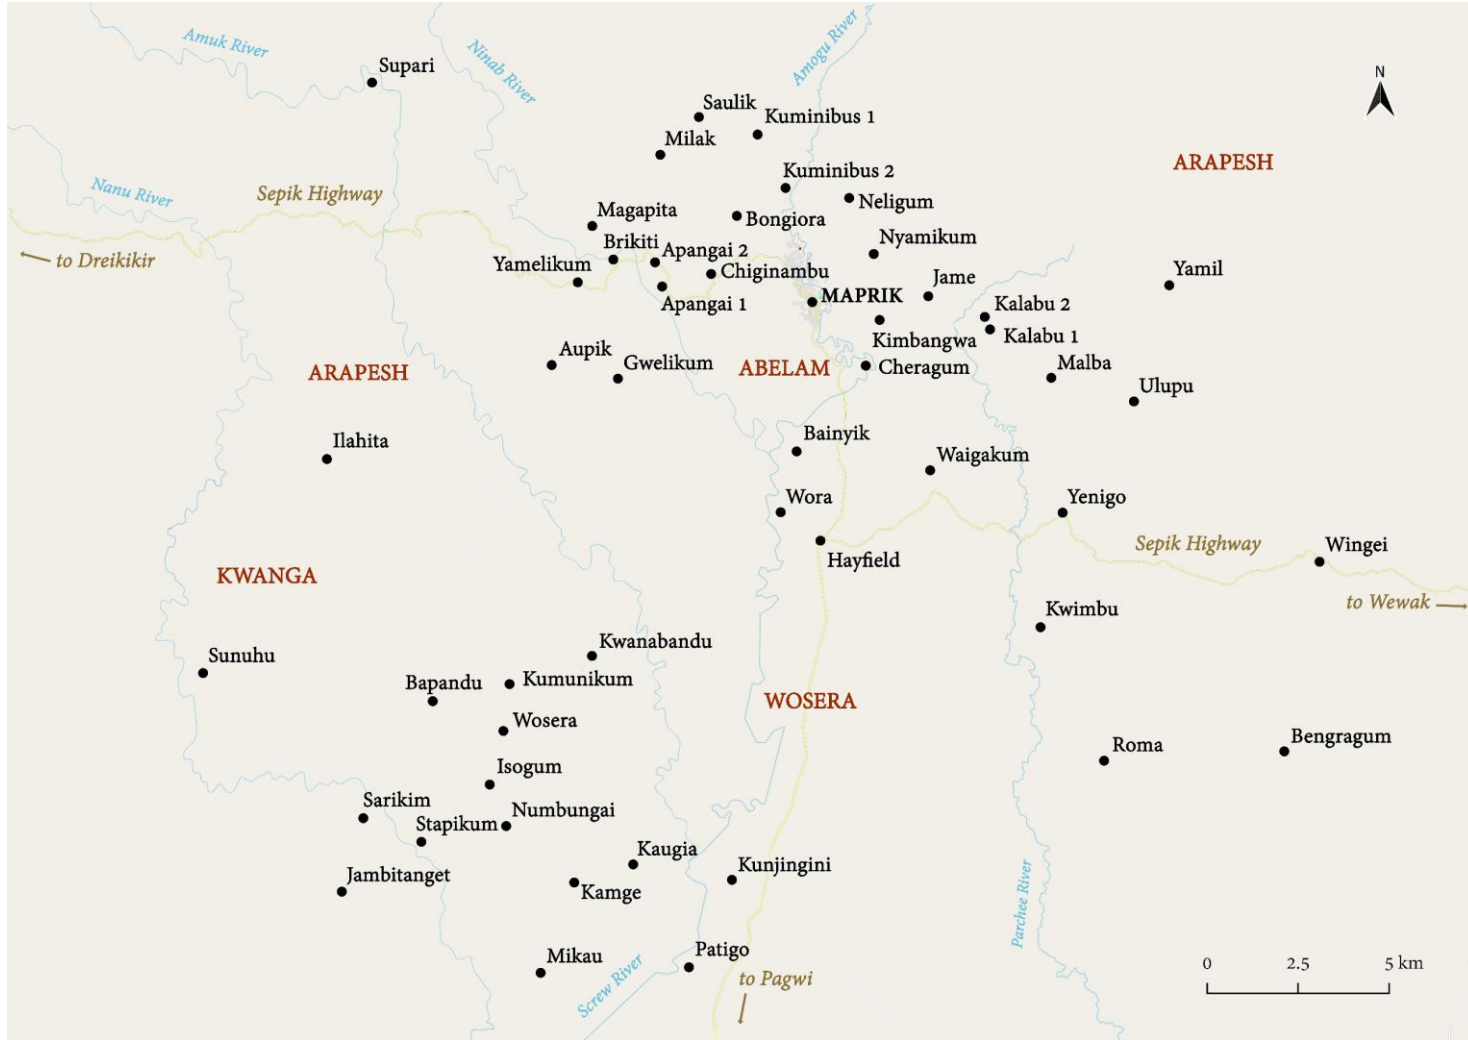 Amuk River
Supari
Ninab River
Amogu River
N
Saulik
Kuminibus 1
Milak
ARAPESH
Kuminibus 2
Nanu River
Sepik Highway
Neligum
Magapita
Bongiora
Nyamikum
Brikiti
Apangai 2
to Dreikikir
Yamelikum
Chiginambu
Jame
Yamil
MAPRIK
Apangai 1
Kalabu 2
Kimbangwa
Kalabu 1
Aupik
Gwelikum
ABELAM
Cheragum
Malba
ARAPESH
Ulupu
Ilahita
Bainyik
Waigakum
Wora
Yenigo
Sepik Highway
Wingei
Hayfield
KWANGA
to Wewak
Kwimbu
Kwanabandu
Sunuhu
Bapandu
Kumunikum
WOSERA
Wosera
Roma
Bengragum
Isogum
Sarikim
Numbungai
Stapikum
Kaugia
Kunjingini
Jambitanget
Kamge
Parchee River
Mikau
Patigo
Screw River
to Pagwi
0 2.5 5 km